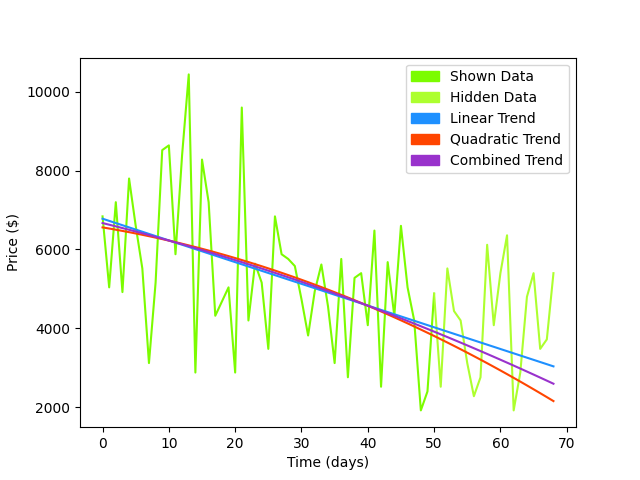 Shown Data
Hidden Data
Linear Trend
Quadratic Trend
Combined Trend
Price ($)
10000
8000
6000
4000
2000
0 10 20 30 40 50 60 70
Time (days)